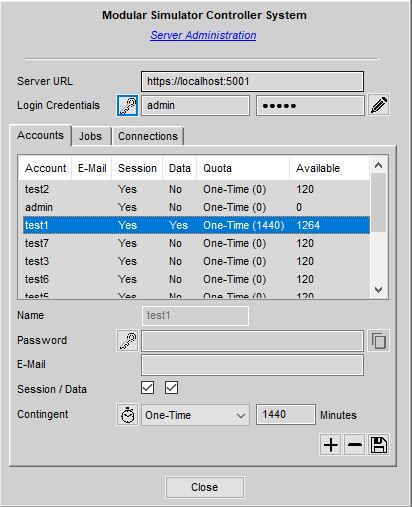 Modular Simulator Controller System
Server Administration
Server URL https://localhost:5001
Login Credentials admin •••••
Accounts Jobs Connections
Account E-Mail Session Data Quota Available
test2 Yes No One-Time (0) 120
admin Yes No One-Time (0) 0
test1 Yes Yes One-Time (1440) 1264
test7 Yes No One-Time (0) 120
test3 Yes No One-Time (0) 120
test6 Yes No One-Time (0) 120
test5 Yes No One-Time (0) 120
Name test1
Password
E-Mail
Session / Data
Contingent One-Time 1440 Minutes
Close